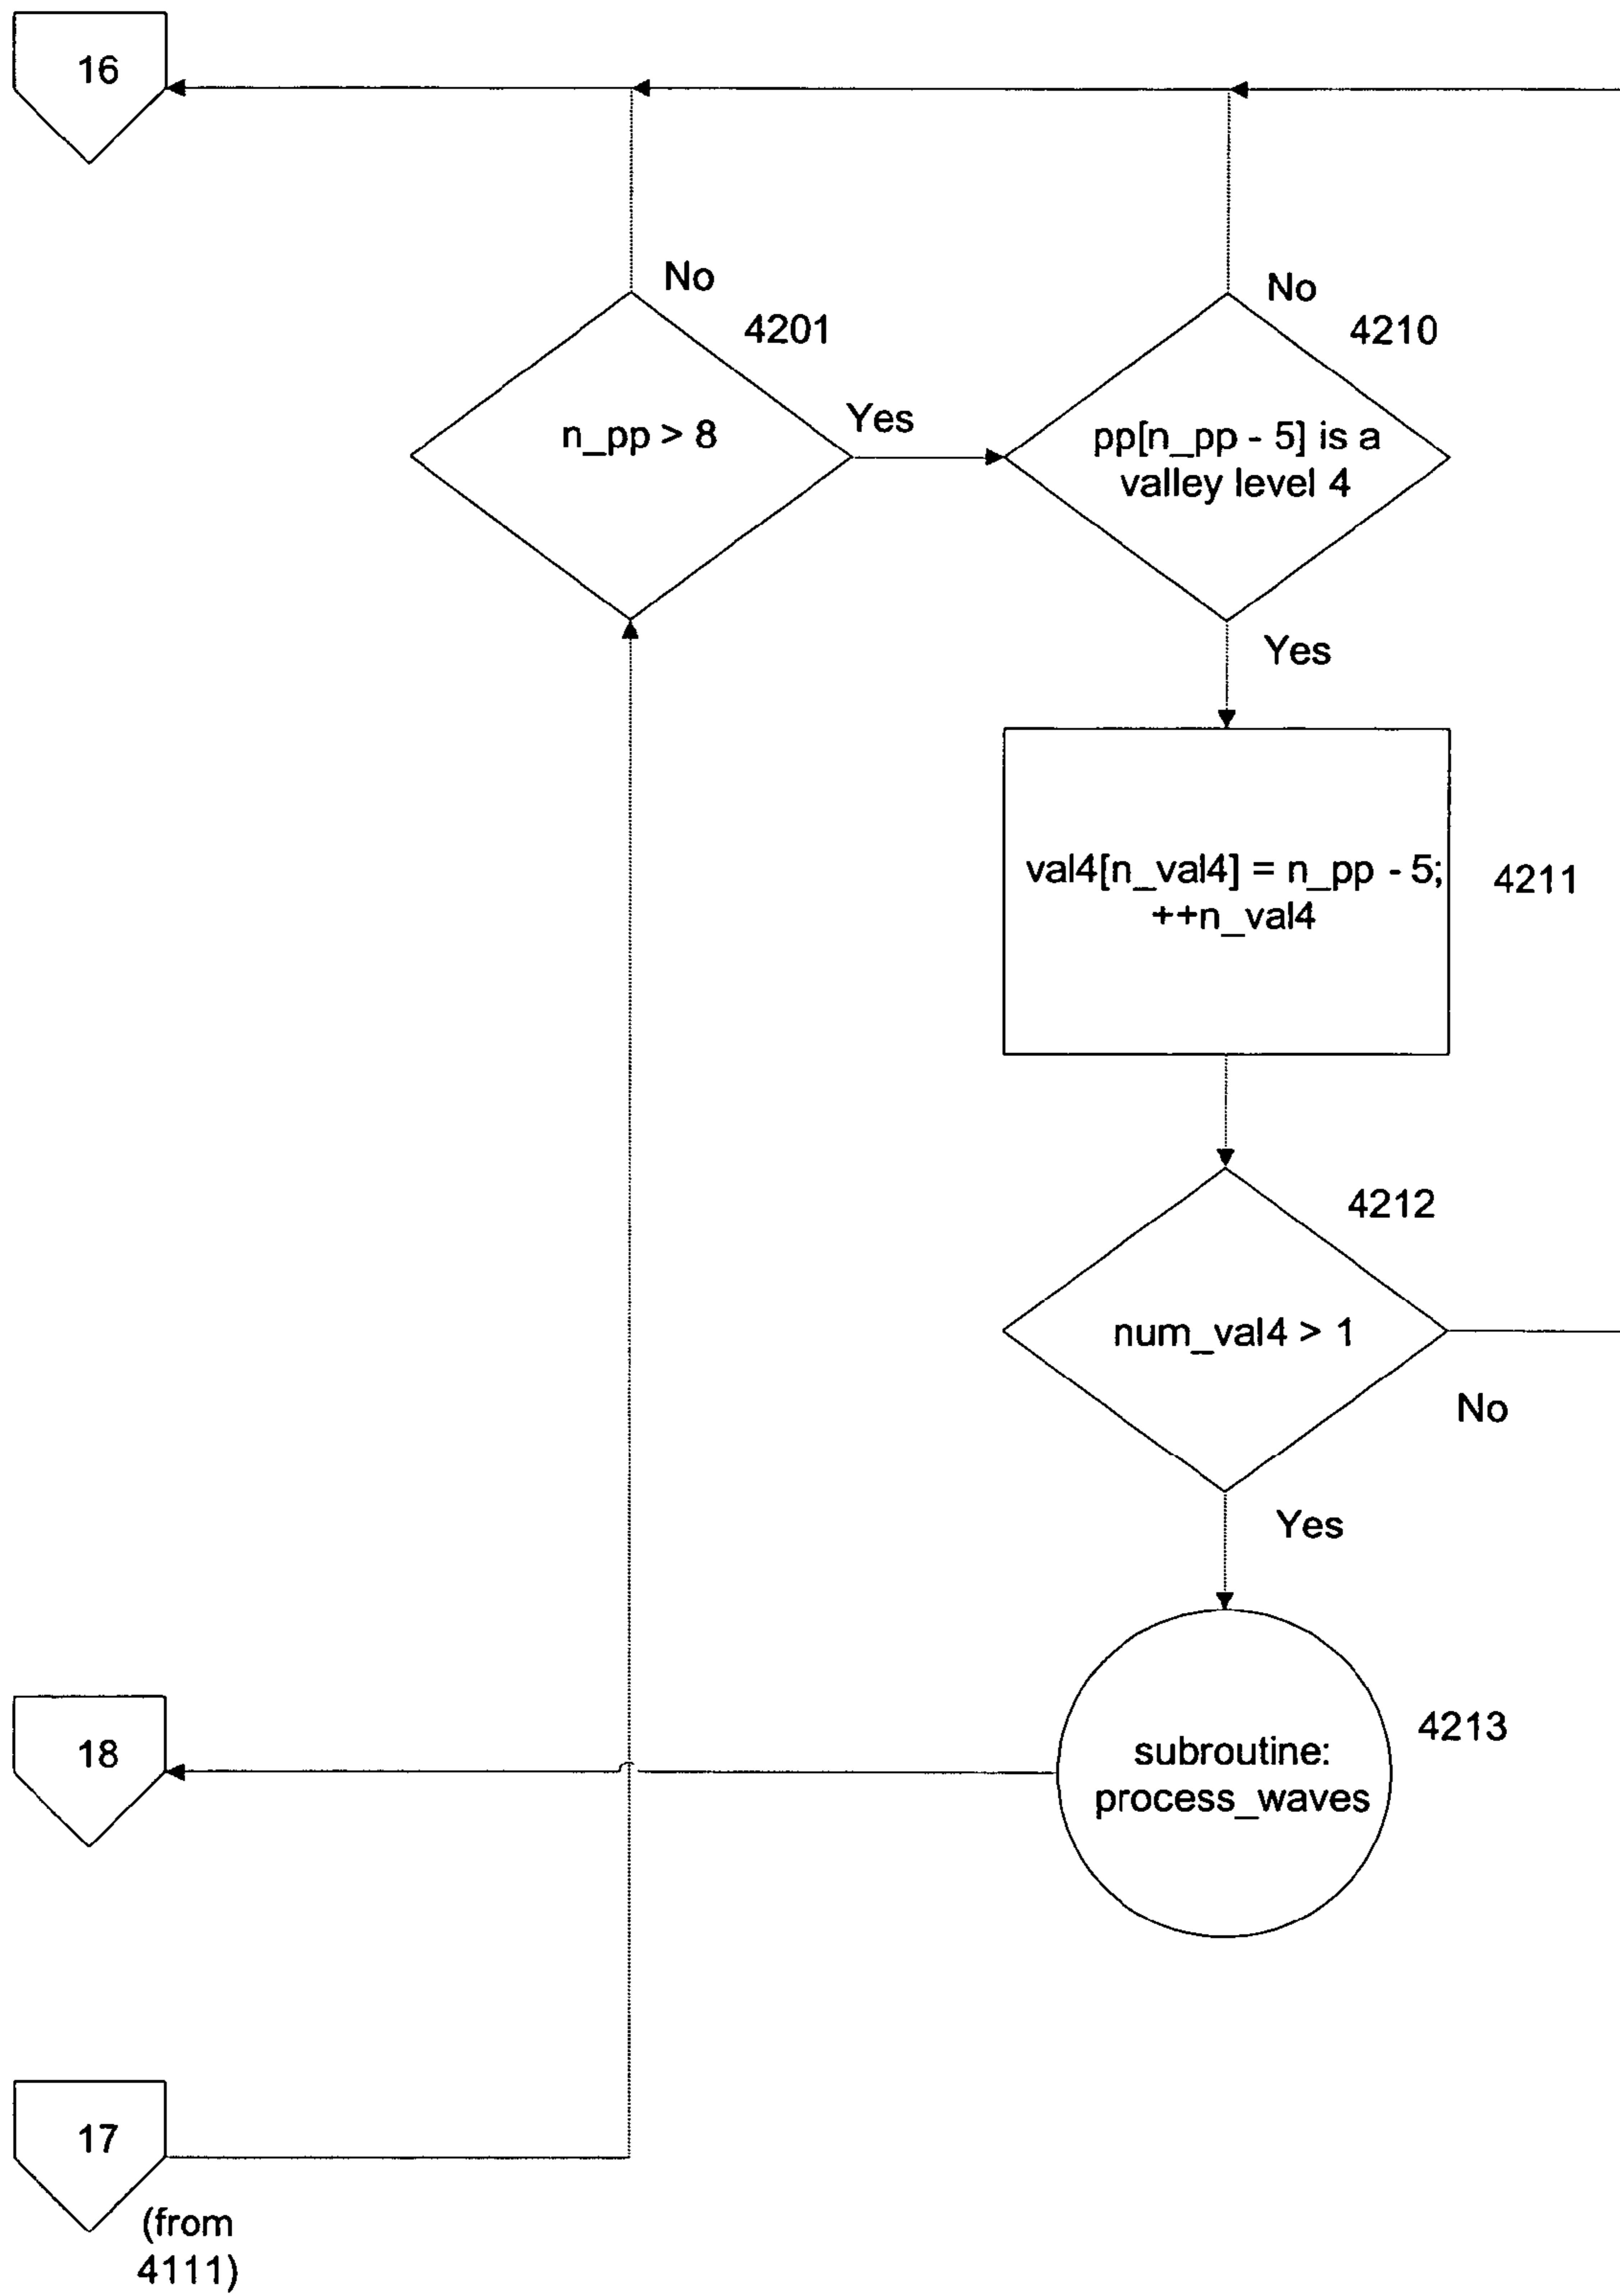 16
No
4201
n_pp > 8
Yes
No
4210
pp[n_pp - 5] is a
valley level 4
Yes
val4[n_val4] = n_pp - 5;
++n_val4
4211
4212
num_val4 > 1
No
Yes
18
subroutine:
process_waves
4213
17
(from
4111)